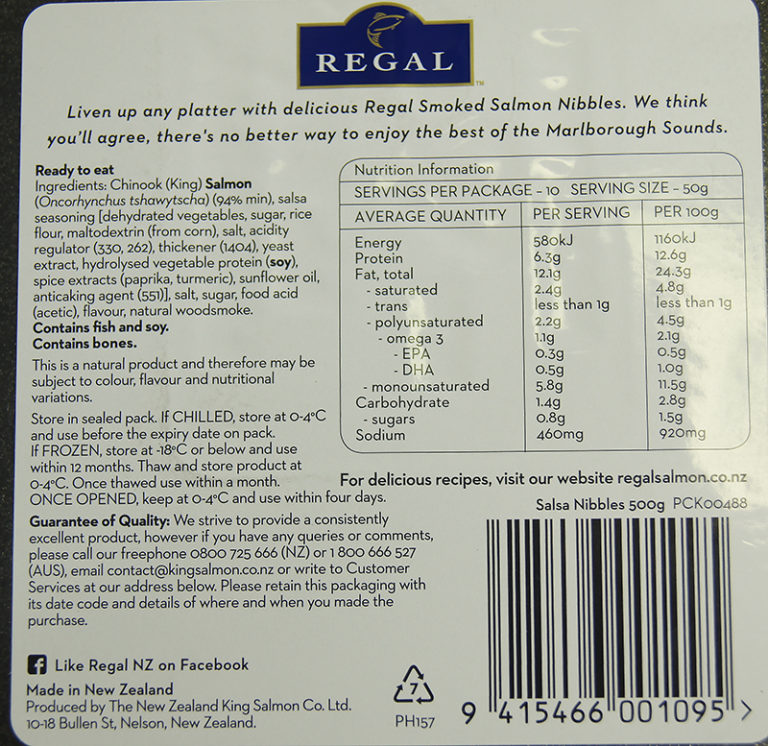 REGAL
TM
Liven up any platter with delicious Regal Smoked Salmon Nibbles. We think
you'll agree, there's no better way to enjoy the best of the Marlborough Sounds.
Ready to eat
Ingredients: Chinook (King) Salmon
(Oncorhynchus tshawytscha) (94% min), salsa
seasoning [dehydrated vegetables, sugar, rice
flour, maltodextrin (from corn), salt, acidity
regulator (330, 262), thickener (1404), yeast
extract, hydrolysed vegetable protein (soy),
spice extracts (paprika, turmeric), sunflower oil,
anticaking agent (551)], salt, sugar, food acid
(acetic), flavour, natural woodsmoke.
Contains fish and soy.
Contains bones.
This is a natural product and therefore may be
subject to colour, flavour and nutritional
variations.
Store in sealed pack. If CHILLED, store at 0-4°C
and use before the expiry date on pack.
If FROZEN, store at -18°C or below and use
within 12 months. Thaw and store product at
0-4°C. Once thawed use within a month.
ONCE OPENED, keep at 0-4°C and use within four days.
Guarantee of Quality: We strive to provide a consistently
excellent product, however if you have any queries or comments,
please call our freephone 0800 725 666 (NZ) or 1 800 666 527
(AUS), email contact@kingsalmon.co.nz or write to Customer
Services at our address below. Please retain this packaging with
its date code and details of where and when you made the
purchase.
f Like Regal NZ on Facebook
Made in New Zealand
Produced by The New Zealand King Salmon Co. Ltd.
10-18 Bullen St, Nelson, New Zealand.
Nutrition Information
SERVINGS PER PACKAGE - 10 SERVING SIZE - 50g
AVERAGE QUANTITY PER SERVING PER 100g
Energy 580kJ 1160kJ
Protein 6.3g 12.6g
Fat, total 12.1g 24.3g
- saturated 2.4g 4.8g
- trans less than 1g less than 1g
- polyunsaturated 2.2g 4.5g
- omega 3 1.1g 2.1g
- EPA 0.3g 0.5g
- DHA 0.5g 1.0g
- monounsaturated 5.8g 11.5g
Carbohydrate 1.4g 2.8g
- sugars 0.8g 1.5g
Sodium 460mg 920mg
For delicious recipes, visit our website regalsalmon.co.nz
Salsa Nibbles 500g PCK00488
7
PH157
9 415466 001095 >